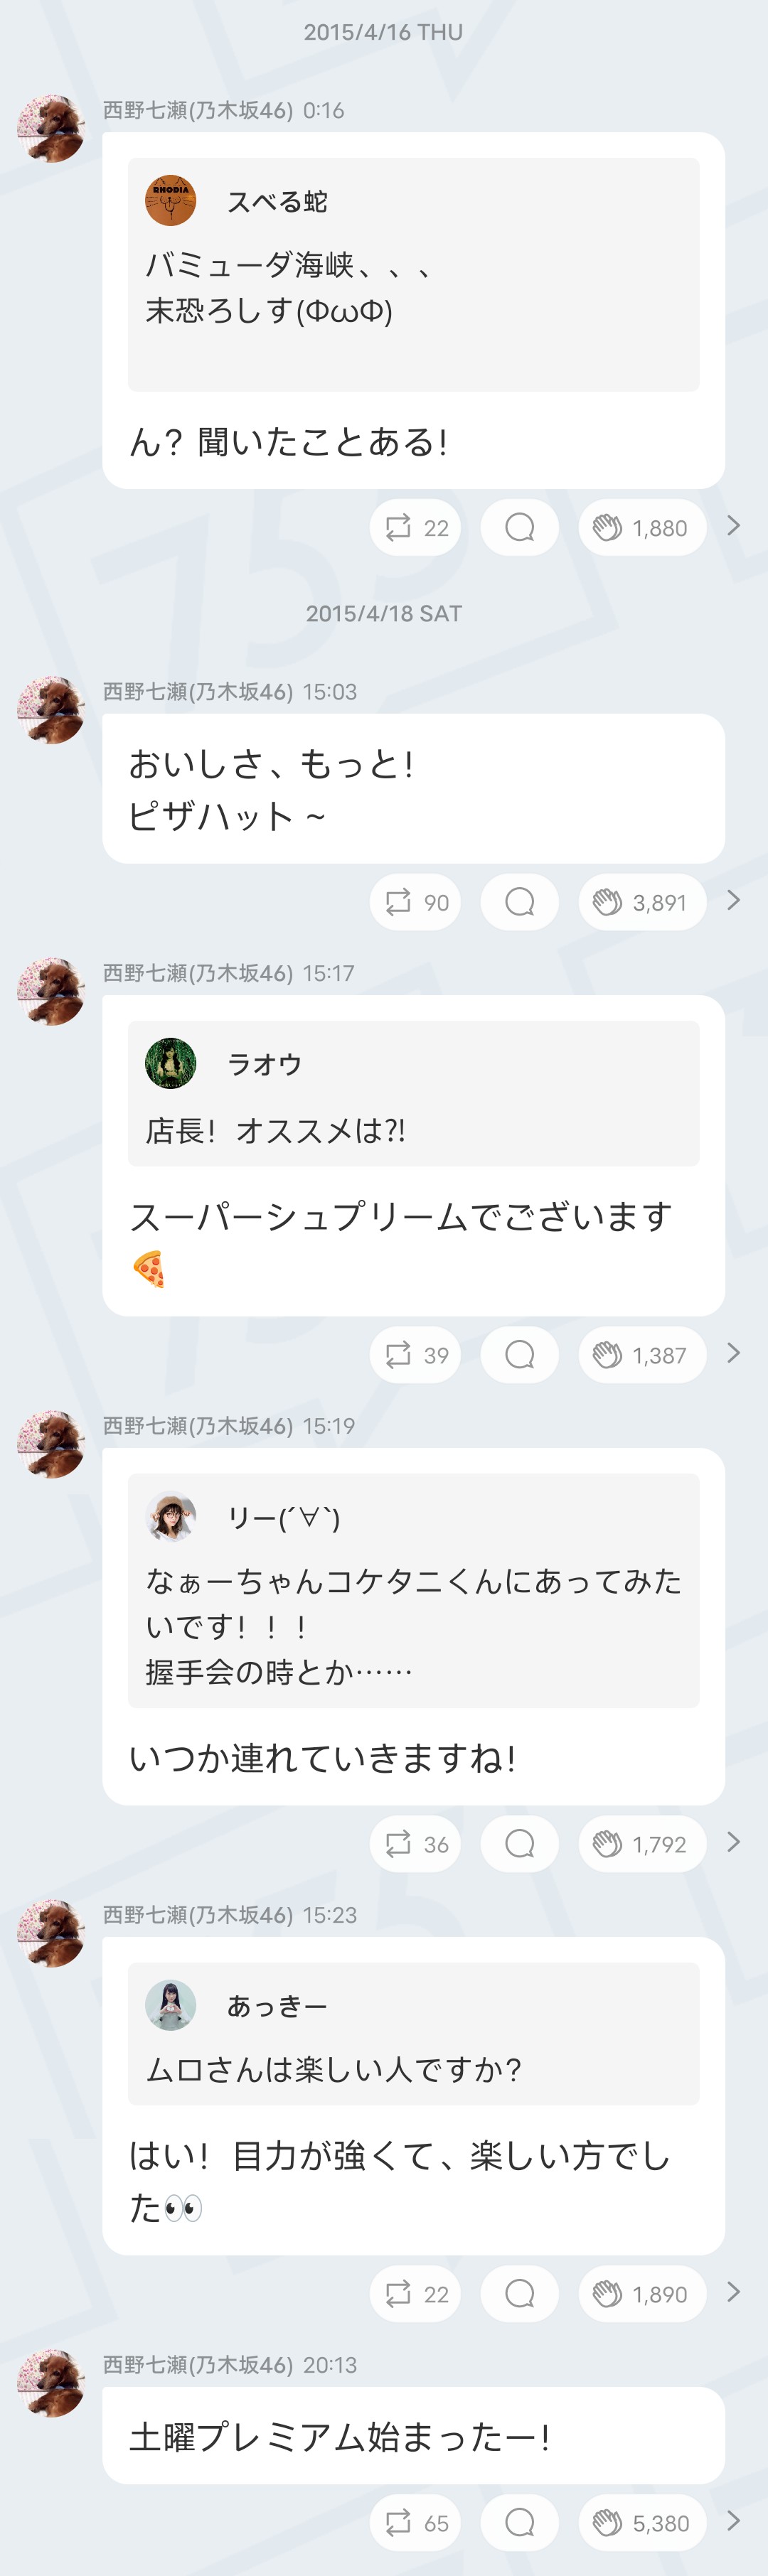 2015/4/16 THU
西野七瀬(乃木坂46) 0:16
RHODIA
スベる蛇
バミューダ海峡、、、
末恐ろしす(ΦωΦ)
ん? 聞いたことある!
22 1,880
2015/4/18 SAT
西野七瀬(乃木坂46) 15:03
おいしさ、もっと!
ピザハット ~
90 3,891
西野七瀬(乃木坂46) 15:17
ラオウ
店長! オススメは?!
スーパーシュプリームでございます
🍕
39 1,387
西野七瀬(乃木坂46) 15:19
リー(´∀`)
なぁーちゃんコケタニくんにあってみた
いです! ! !
握手会の時とか……
いつか連れていきますね!
36 1,792
西野七瀬(乃木坂46) 15:23
あっきー
ムロさんは楽しい人ですか?
はい! 目力が強くて、楽しい方でし
た👀
22 1,890
西野七瀬(乃木坂46) 20:13
土曜プレミアム始まったー!
65 5,380